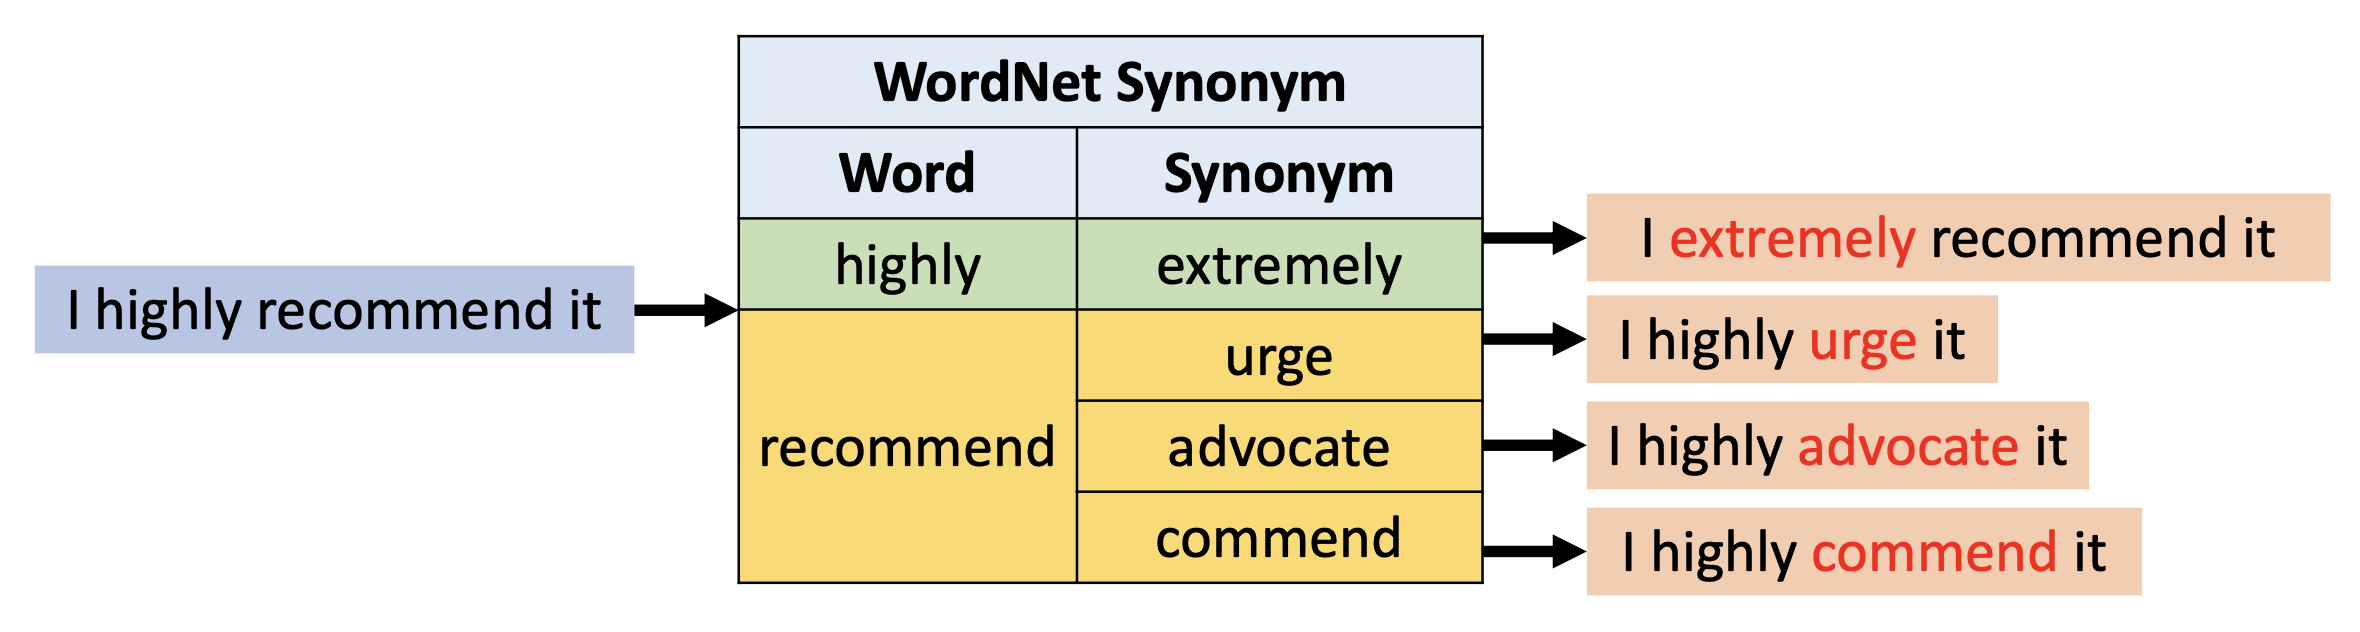 I highly recommend it
WordNet Synonym
Word Synonym
highly extremely
recommend
urge
advocate
commend
I extremely recommend it
I highly urge it
I highly advocate it
I highly commend it